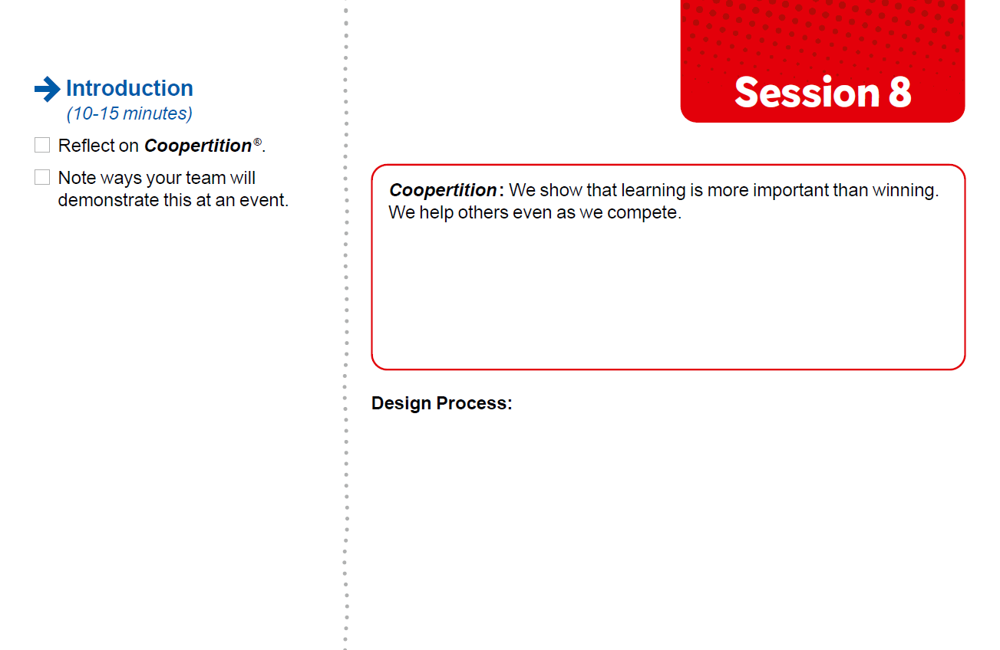 Session 8
Introduction
(10-15 minutes)
Reflect on Coopertition®.
Note ways your team will
demonstrate this at an event.
Coopertition: We show that learning is more important than winning.
We help others even as we compete.
Design Process: